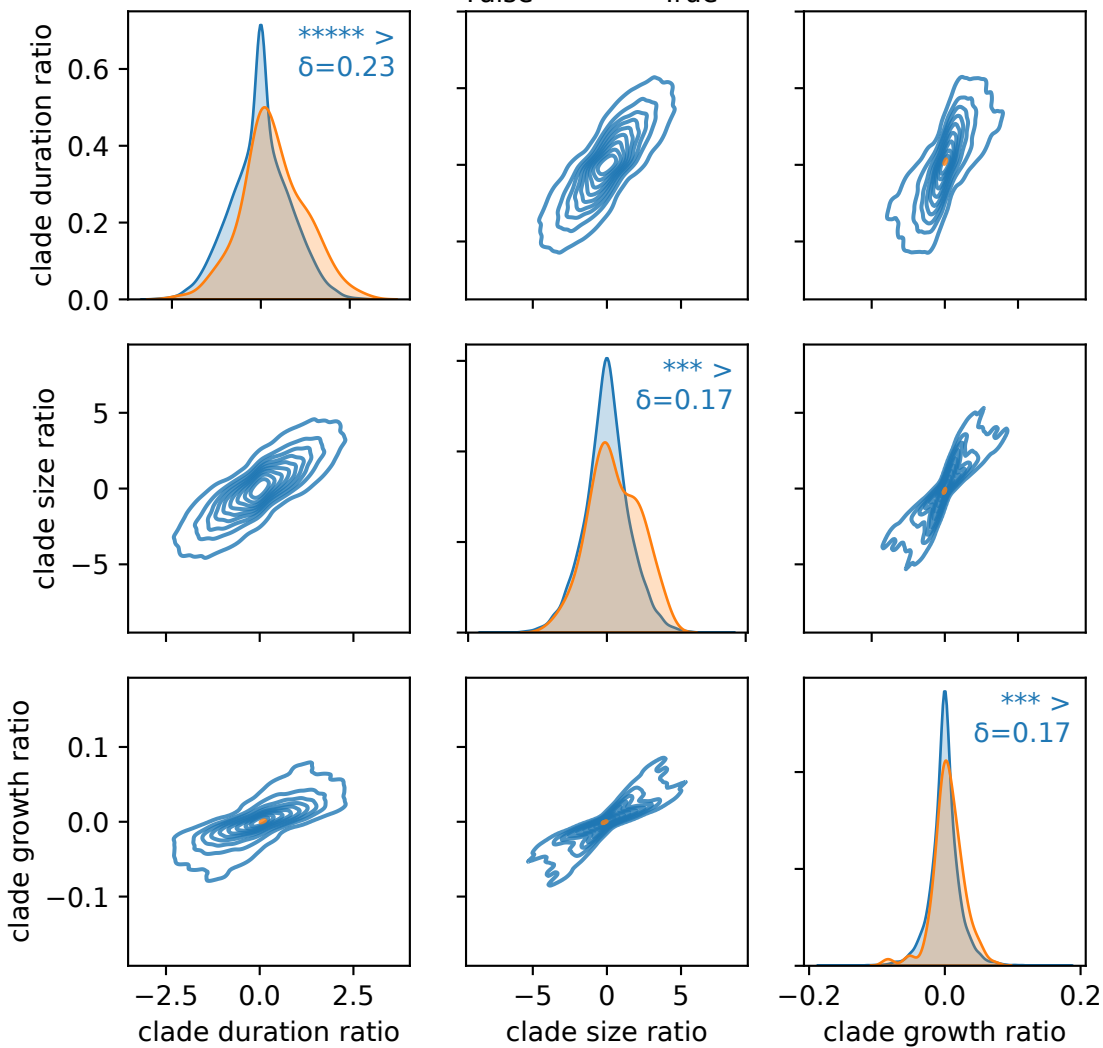 clade duration ratio
0.6
0.4
0.2
0.0
***** >
δ=0.23
clade size ratio
5
0
−5
*** >
δ=0.17
clade growth ratio
0.1
0.0
−0.1
*** >
δ=0.17
−2.5 0.0 2.5
−5 0 5
−0.2 0.0 0.2
clade duration ratio
clade size ratio
clade growth ratio